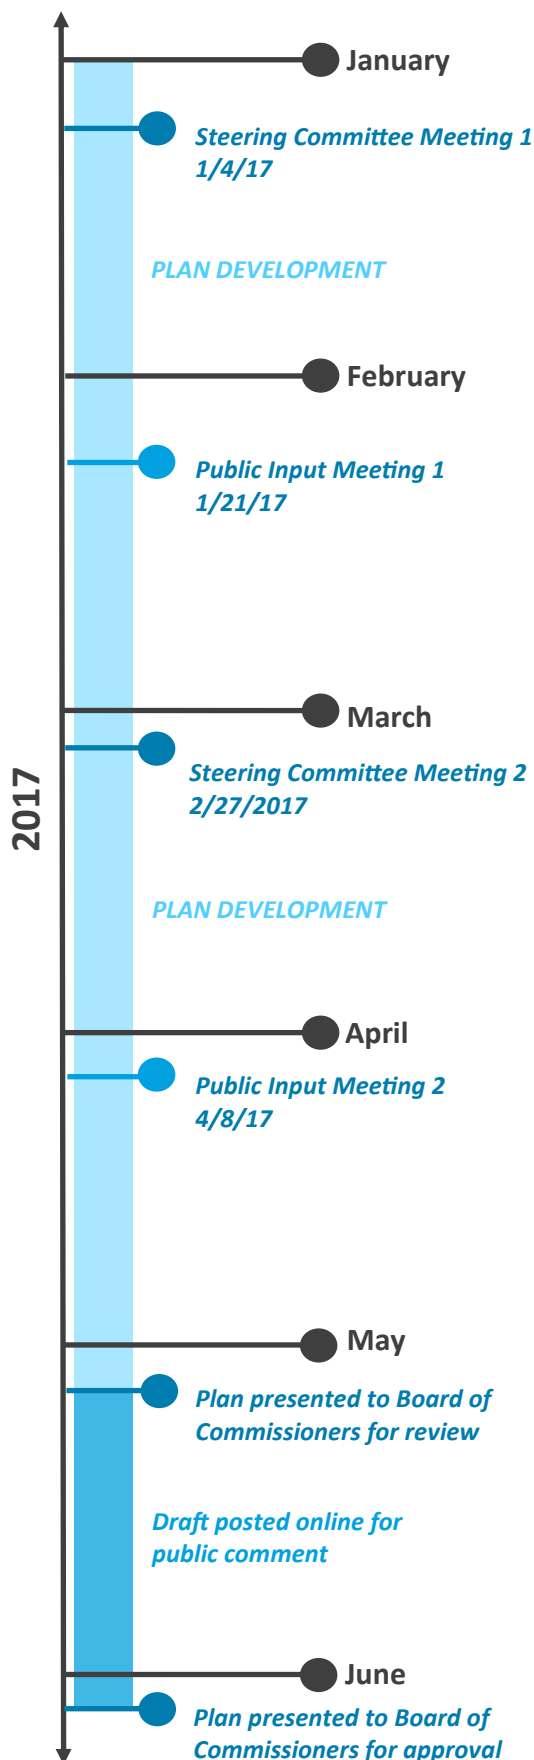 January
Steering Committee Meeting 1
1/4/17
PLAN DEVELOPMENT
February
Public Input Meeting 1
1/21/17
March
Steering Committee Meeting 2
2/27/2017
2017
PLAN DEVELOPMENT
April
Public Input Meeting 2
4/8/17
May
Plan presented to Board of
Commissioners for review
Draft posted online for
public comment
June
Plan presented to Board of
Commissioners for approval